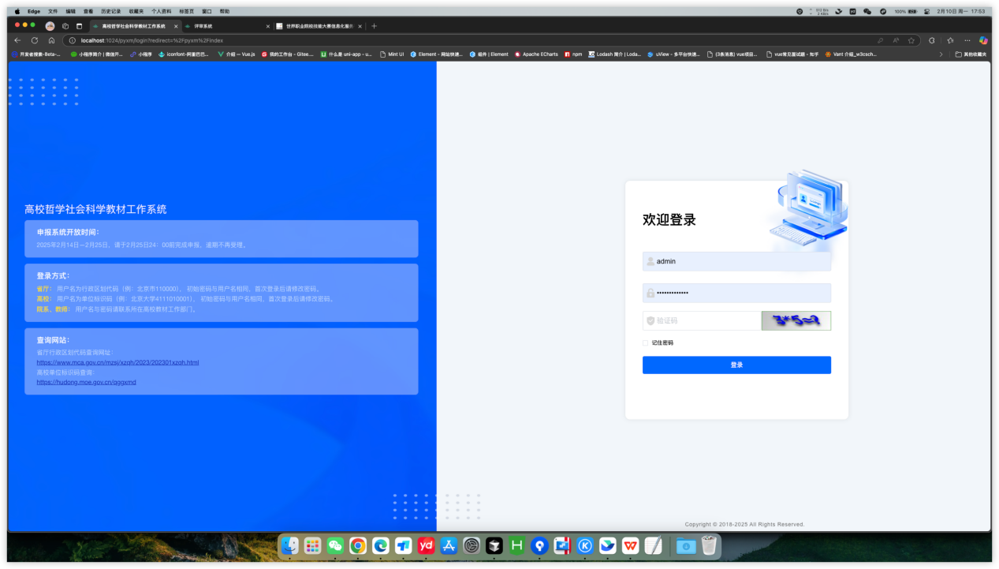 Edge 文件 编辑 查看 历史记录 收藏夹 个人资料 标签页 窗口 帮助
100% 2月10日 周一 17:53
高校哲学社会科学教材工作系统 × 评审系统 × 世界职业院校技能大赛信息化服务 × +
localhost:1024/pyxm/login?redirect=%2Fpyxm%2Findex
开发者搜索-Beta-... 小程序简介 | 微信开... 小程序 iconfont-阿里巴巴... 介绍 — Vue.js 我的工作台 - Gitee.... 什么是 uni-app - u... Mint UI Element - 网站快速... 组件 | Element Apache ECharts npm Lodash 简介 | Loda... uView - 多平台快速... (3条消息) vue项目... vue常见面试题 - 知乎 Vant 介绍_w3csch... 其他收藏夹
高校哲学社会科学教材工作系统
申报系统开放时间：
2025年2月14日—2月25日，请于2月25日24：00前完成申报，逾期不再受理。
登录方式：
省厅： 用户名为行政区划代码（例：北京市110000）， 初始密码与用户名相同，首次登录后请修改密码。
高校： 用户名为单位标识码（例：北京大学4111010001）， 初始密码与用户名相同，首次登录后请修改密码。
院系、教师： 用户名与密码请联系所在高校教材工作部门。
查询网站：
省厅行政区划代码查询网址：
https://www.mca.gov.cn/mzsj/xzqh/2023/202301xzqh.html
高校单位标识码查询：
https://hudong.moe.gov.cn/qggxmd
欢迎登录
admin
•••••••••••••
验证码 3*5=?
记住密码
登录
Copyright © 2018-2025 All Rights Reserved.